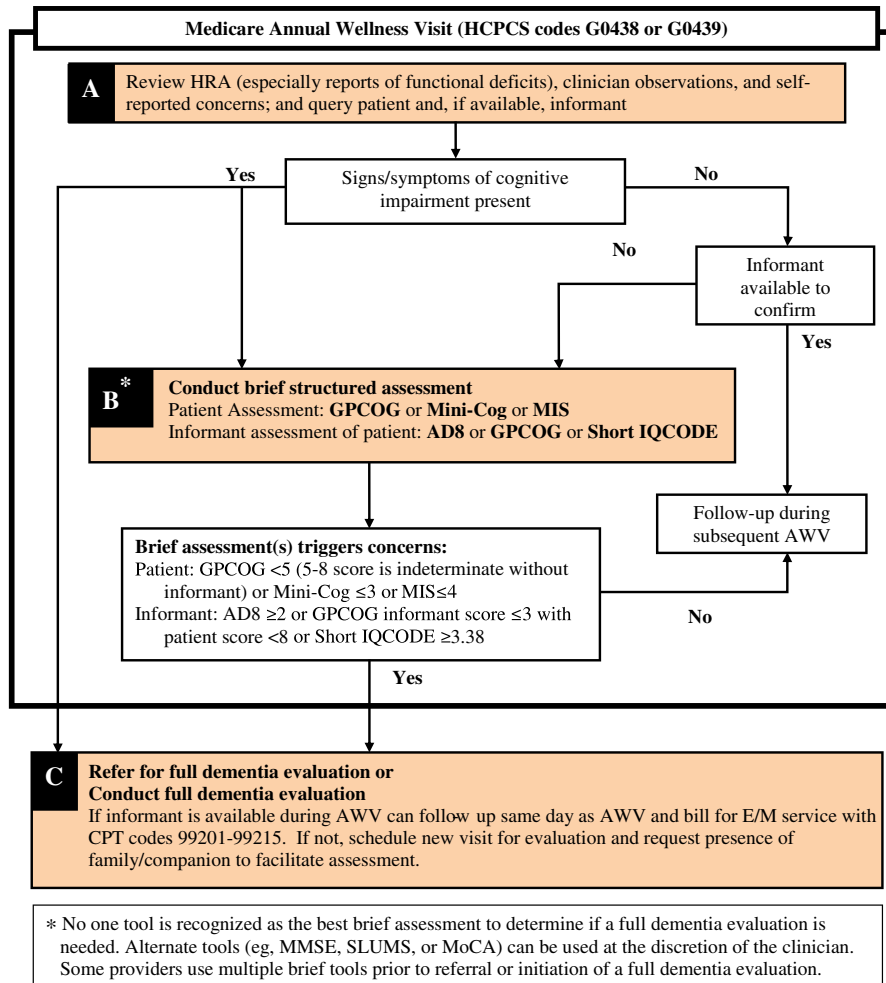 Medicare Annual Wellness Visit (HCPCS codes G0438 or G0439)
A
Review HRA (especially reports of functional deficits), clinician observations, and self-
reported concerns; and query patient and, if available, informant
Yes
Signs/symptoms of cognitive
impairment present
No
No
Informant
available to
confirm
Yes
B*
Conduct brief structured assessment
Patient Assessment: GPCOG or Mini-Cog or MIS
Informant assessment of patient: AD8 or GPCOG or Short IQCODE
Follow-up during
subsequent AWV
Brief assessment(s) triggers concerns:
Patient: GPCOG <5 (5-8 score is indeterminate without
informant) or Mini-Cog ≤3 or MIS≤4
Informant: AD8 ≥2 or GPCOG informant score ≤3 with
patient score <8 or Short IQCODE ≥3.38
No
Yes
C
Refer for full dementia evaluation or
Conduct full dementia evaluation
If informant is available during AWV can follow up same day as AWV and bill for E/M service with
CPT codes 99201-99215. If not, schedule new visit for evaluation and request presence of
family/companion to facilitate assessment.
* No one tool is recognized as the best brief assessment to determine if a full dementia evaluation is
needed. Alternate tools (eg, MMSE, SLUMS, or MoCA) can be used at the discretion of the clinician.
Some providers use multiple brief tools prior to referral or initiation of a full dementia evaluation.